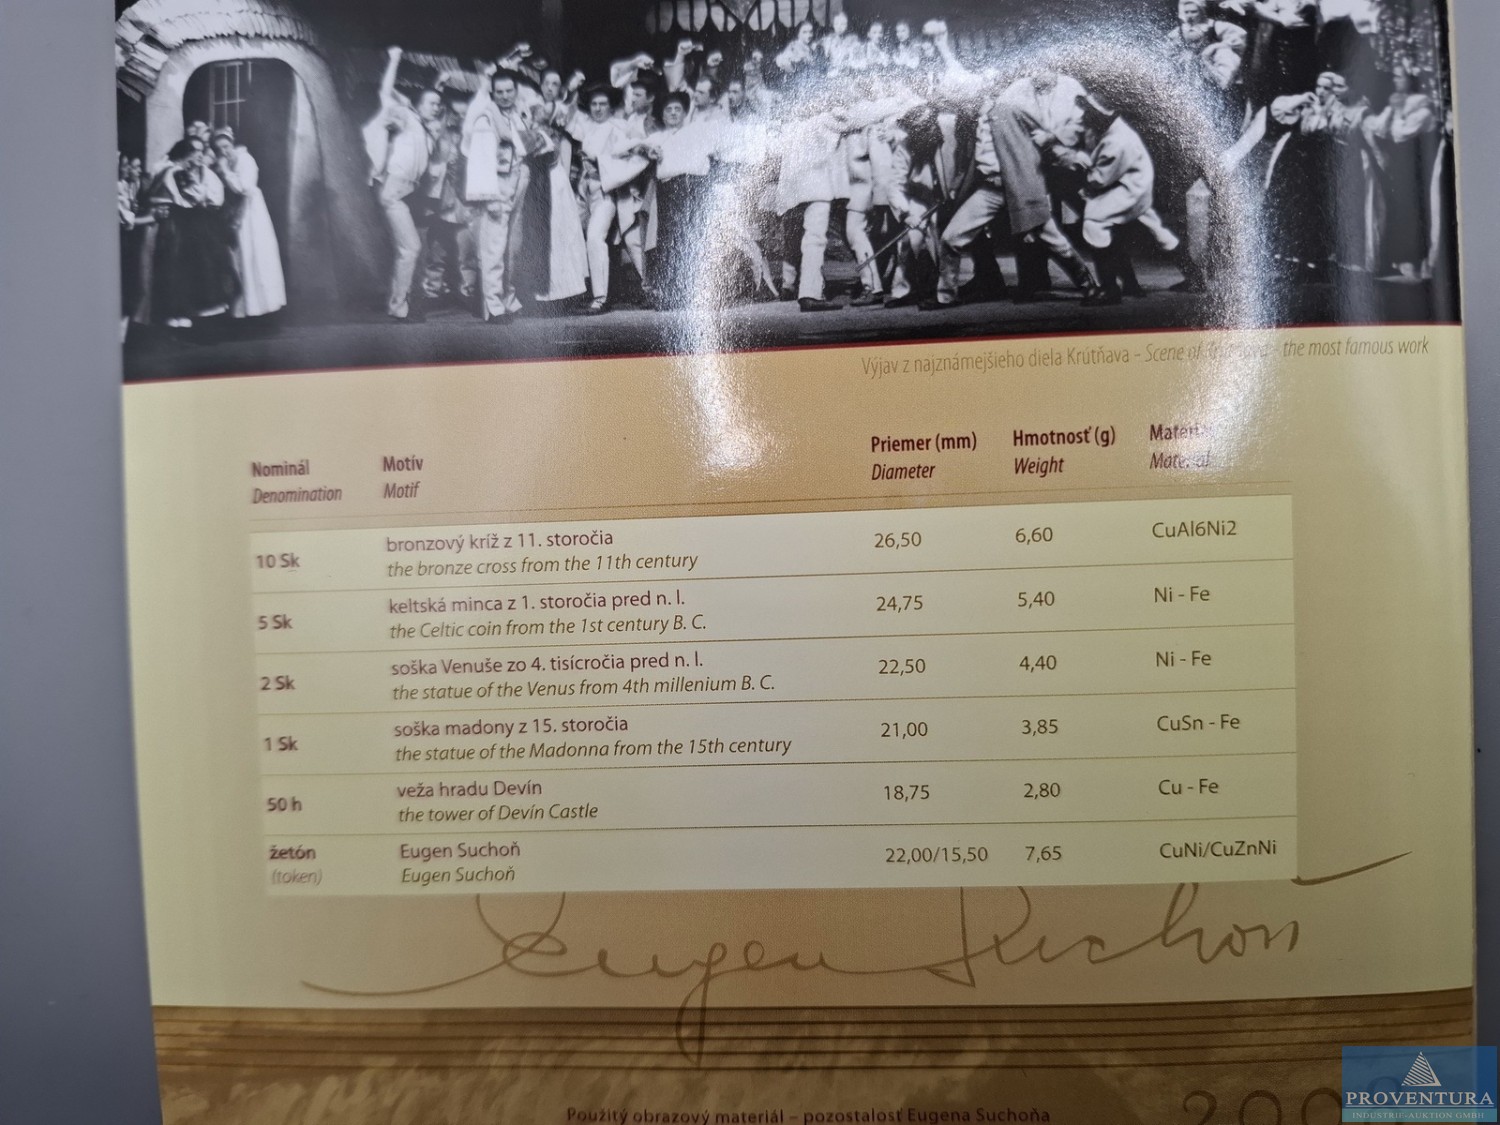 Výjav z najznámejšieho diela Krútňava – Scene of Krútňava - the most famous work
Nominál Motív Priemer (mm) Hmotnosť (g) Materiál
Denomination Motif Diameter Weight Material
10 Sk bronzový kríž z 11. storočia 26,50 6,60 CuAl6Ni2
the bronze cross from the 11th century
5 Sk keltská minca z 1. storočia pred n. l. 24,75 5,40 Ni - Fe
the Celtic coin from the 1st century B. C.
2 Sk soška Venuše zo 4. tisícročia pred n. l. 22,50 4,40 Ni - Fe
the statue of the Venus from 4th millenium B. C.
1 Sk soška madony z 15. storočia 21,00 3,85 CuSn - Fe
the statue of the Madonna from the 15th century
50 h veža hradu Devín 18,75 2,80 Cu - Fe
the tower of Devín Castle
žetón Eugen Suchoň 22,00/15,50 7,65 CuNi/CuZnNi
(token) Eugen Suchoň
Eugen Suchoň
Použitý obrazový materiál – pozostalosť Eugena Suchoňa
PROVENTURA
INDUSTRIE-AUKTION GMBH